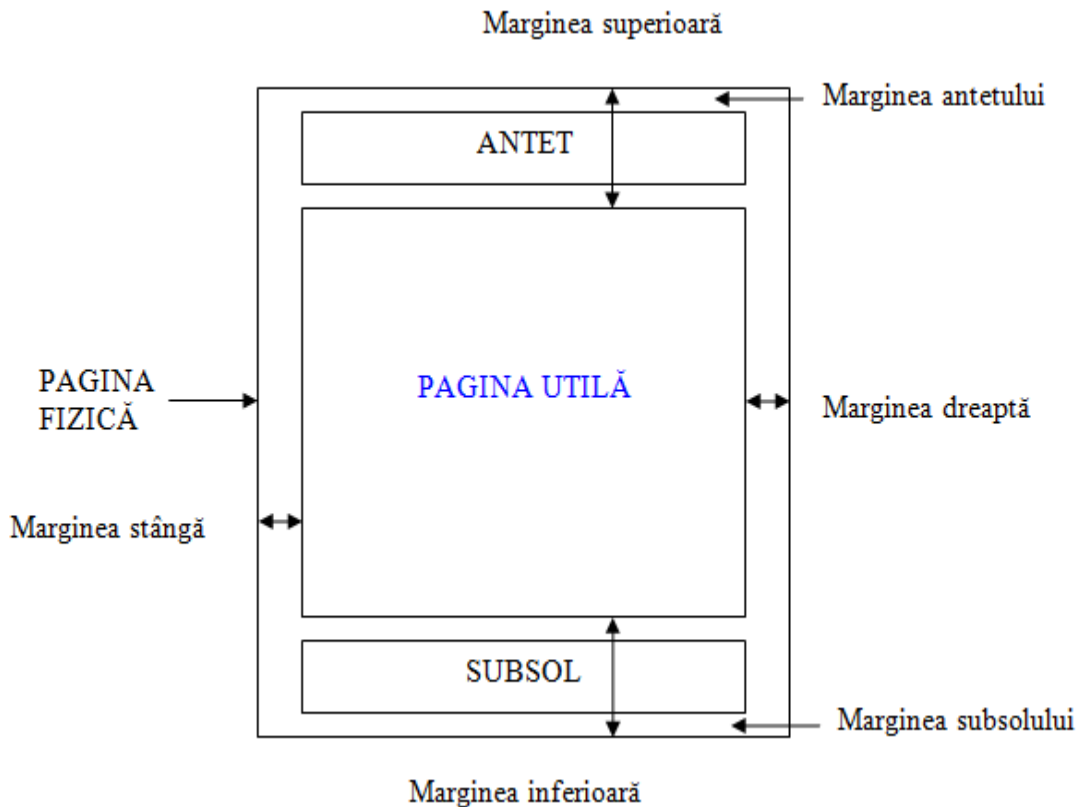 Marginea superioară
Marginea antetului
ANTET
PAGINA UTILĂ
PAGINA
FIZICĂ
Marginea dreaptă
Marginea stângă
SUBSOL
Marginea subsolului
Marginea inferioară